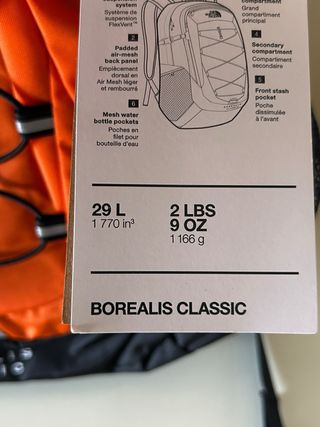 system
Système de
suspension
FlexVent™
compartment
Grand
compartiment
principal
2
Padded
air-mesh
back panel
Empiècement
dorsal en
Air Mesh léger
et rembourré
4
Secondary
compartment
Compartiment
secondaire
5
Front stash
pocket
Poche
dissimulée
à l'avant
6
Mesh water
bottle pockets
Poches en
filet pour
bouteille d'eau
29 L
1 770 in³
2 LBS
9 OZ
1 166 g
BOREALIS CLASSIC